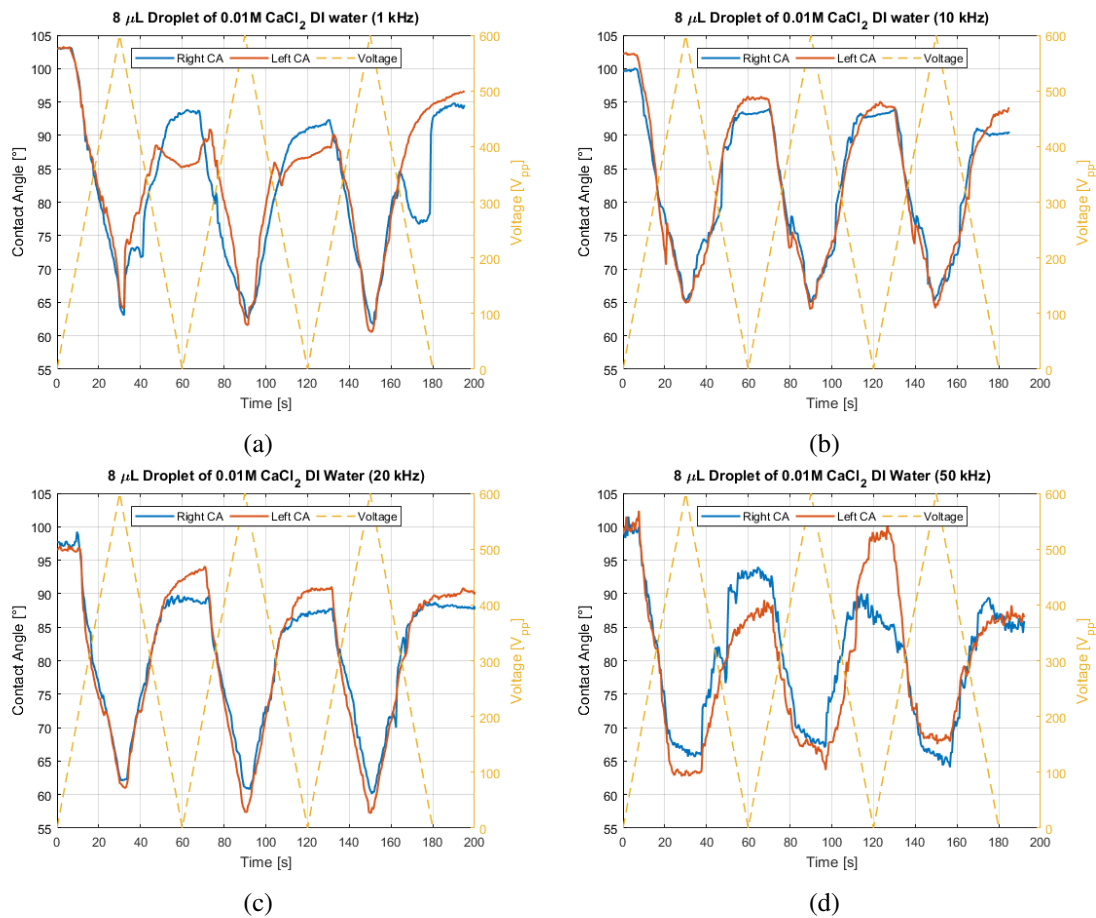 8 μL Droplet of 0.01M CaCl2 DI water (1 kHz)
105
100
95
90
85
80
75
70
65
60
55
Contact Angle [°]
Right CA Left CA Voltage
600
500
400
300
200
100
0
Voltage [Vpp]
0 20 40 60 80 100 120 140 160 180 200
Time [s]
(a)
8 μL Droplet of 0.01M CaCl2 DI water (10 kHz)
105
100
95
90
85
80
75
70
65
60
55
Contact Angle [°]
Right CA Left CA Voltage
600
500
400
300
200
100
0
Voltage [Vpp]
0 20 40 60 80 100 120 140 160 180 200
Time [s]
(b)
8 μL Droplet of 0.01M CaCl2 DI Water (20 kHz)
105
100
95
90
85
80
75
70
65
60
55
Contact Angle [°]
Right CA Left CA Voltage
600
500
400
300
200
100
0
Voltage [Vpp]
0 20 40 60 80 100 120 140 160 180 200
Time [s]
(c)
8 μL Droplet of 0.01M CaCl2 DI Water (50 kHz)
105
100
95
90
85
80
75
70
65
60
55
Contact Angle [°]
Right CA Left CA Voltage
600
500
400
300
200
100
0
Voltage [Vpp]
0 20 40 60 80 100 120 140 160 180 200
Time [s]
(d)